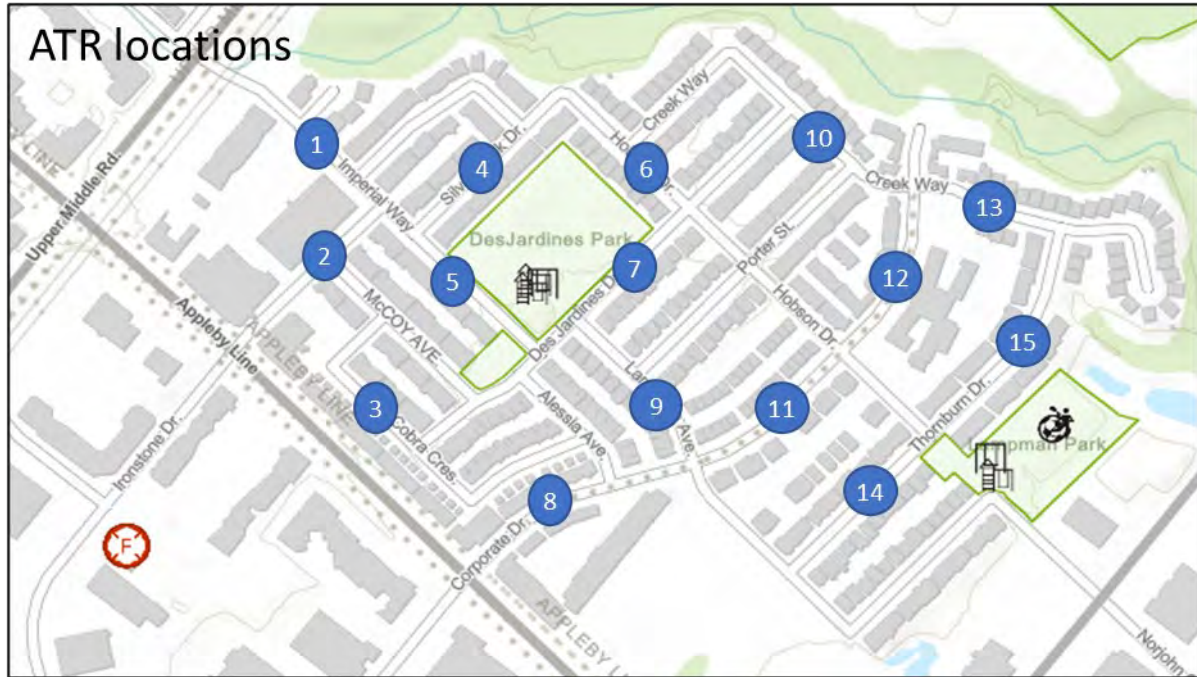 ATR locations
LINE
Upper Middle Rd.
1
Imperial Way
4
6
Creek Way
10
Creek Way
13
2
5
DesJardines Park
7
Porter St.
12
McCOY AVE
Appleby Line
APPLEBY LINE
Des Jardines
Hobson Dr.
15
3
Cobra Cres.
Alessia Ave
9
Ave.
11
Thornburn Dr.
Park
Ironstone Dr.
8
14
F
Corporate Dr.
APPLEBY